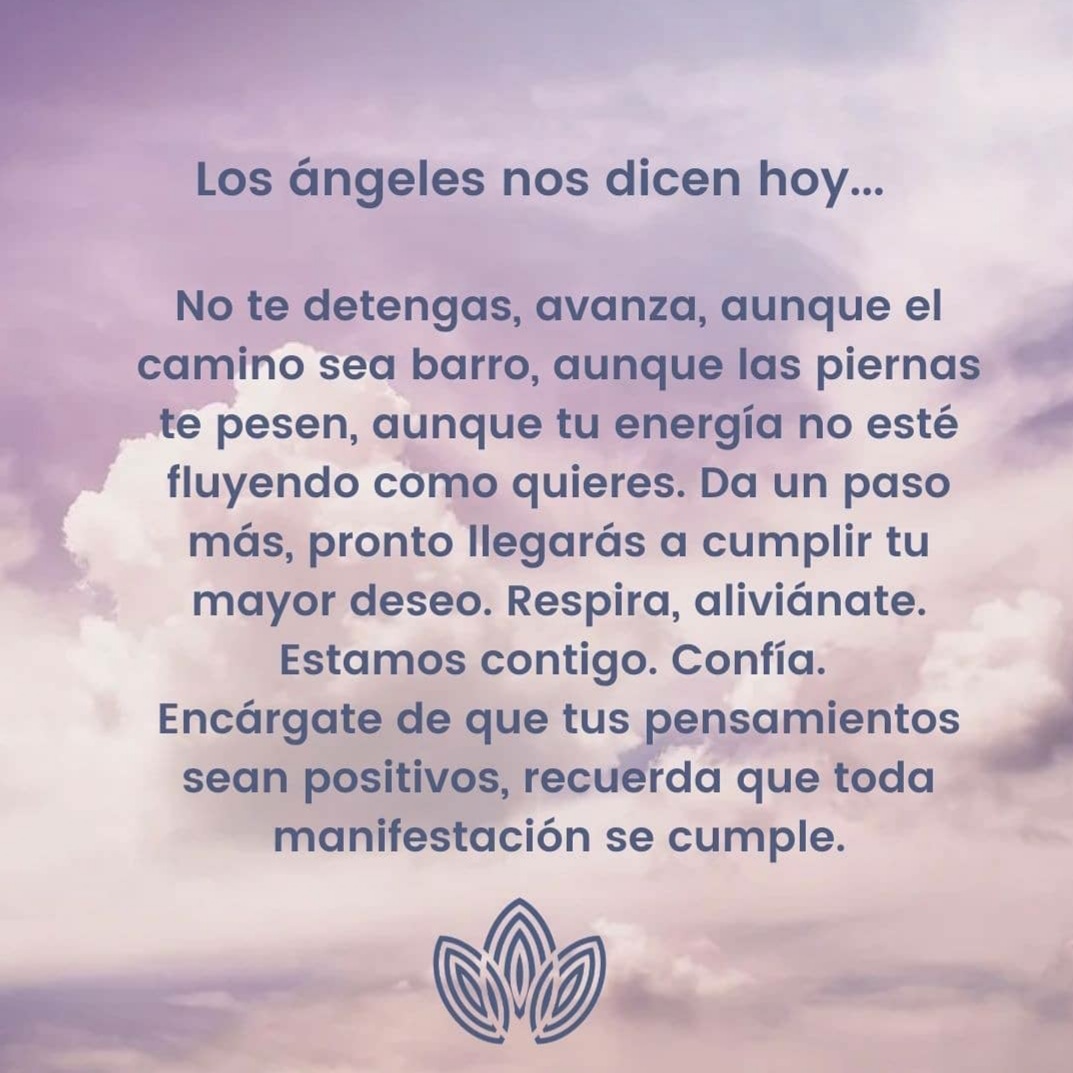 Los ángeles nos dicen hoy...
No te detengas, avanza, aunque el
camino sea barro, aunque las piernas
te pesen, aunque tu energía no esté
fluyendo como quieres. Da un paso
más, pronto llegarás a cumplir tu
mayor deseo. Respira, aliviánate.
Estamos contigo. Confía.
Encárgate de que tus pensamientos
sean positivos, recuerda que toda
manifestación se cumple.